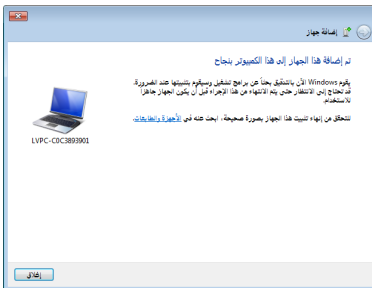 إضافة جهاز
تم إضافة هذا الجهاز إلى هذا الكمبيوتر بنجاح
يقوم Windows الآن بالتدقيق بحثاً عن برامج تشغيل وسيقوم بتثبيتها عند الضرورة.
قد تحتاج إلى الانتظار حتى يتم الانتهاء من هذا الإجراء قبل أن يكون الجهاز جاهزاً
للاستخدام.
للتحقق من إنهاء تثبيت هذا الجهاز بصورة صحيحة، ابحث عنه في الأجهزة والطابعات.
LVPC-C0C3893901
إغلاق